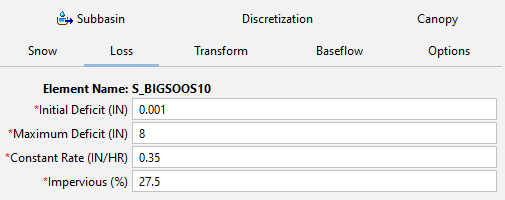 Subbasin Discretization Canopy
Snow Loss Transform Baseflow Options
Element Name: S_BIGSOOS10
*Initial Deficit (IN) 0.001
*Maximum Deficit (IN) 8
*Constant Rate (IN/HR) 0.35
*Impervious (%) 27.5